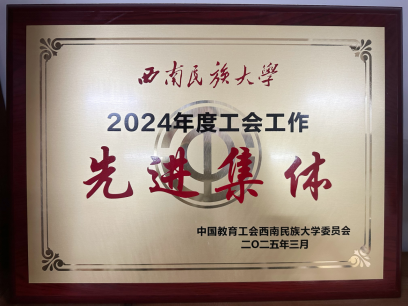 西南民族大學
2024年度工会工作
先进集体
中国教育工会西南民族大学委员会
二〇二五年三月